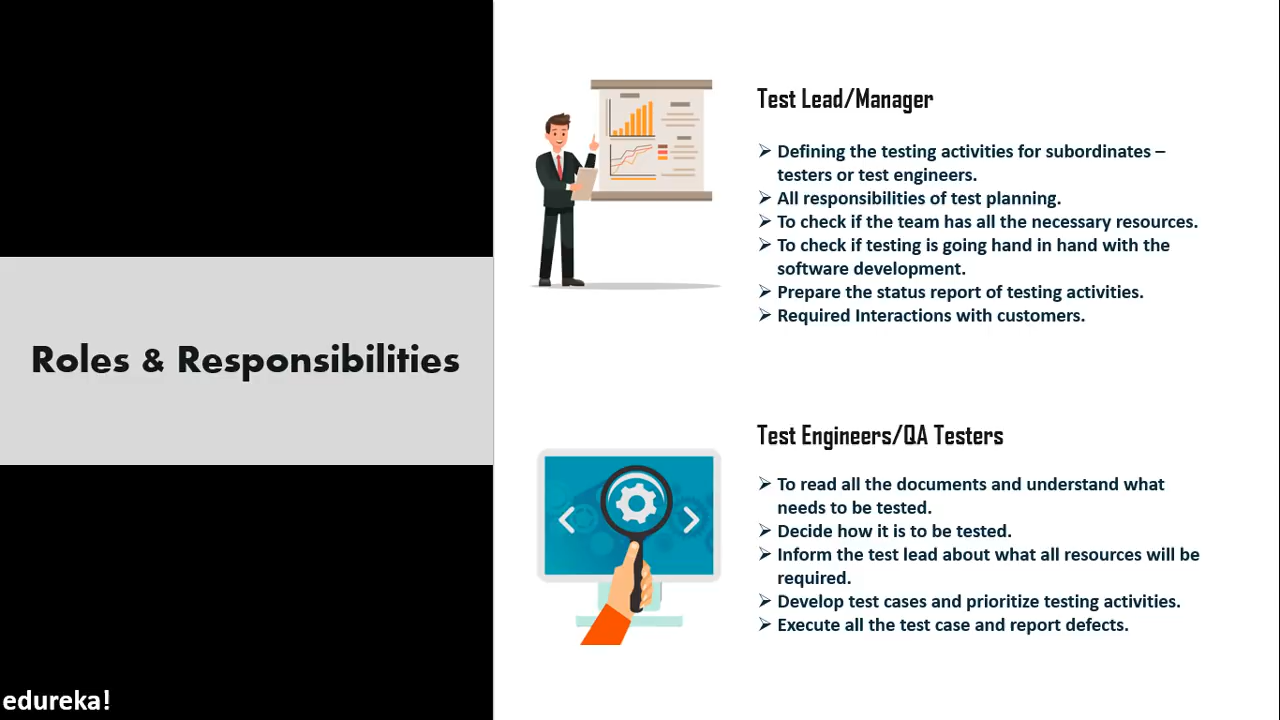 Roles & Responsibilities
edureka!
Test Lead/Manager
➢ Defining the testing activities for subordinates –
testers or test engineers.
➢ All responsibilities of test planning.
➢ To check if the team has all the necessary resources.
➢ To check if testing is going hand in hand with the
software development.
➢ Prepare the status report of testing activities.
➢ Required Interactions with customers.
Test Engineers/QA Testers
➢ To read all the documents and understand what
needs to be tested.
➢ Decide how it is to be tested.
➢ Inform the test lead about what all resources will be
required.
➢ Develop test cases and prioritize testing activities.
➢ Execute all the test case and report defects.